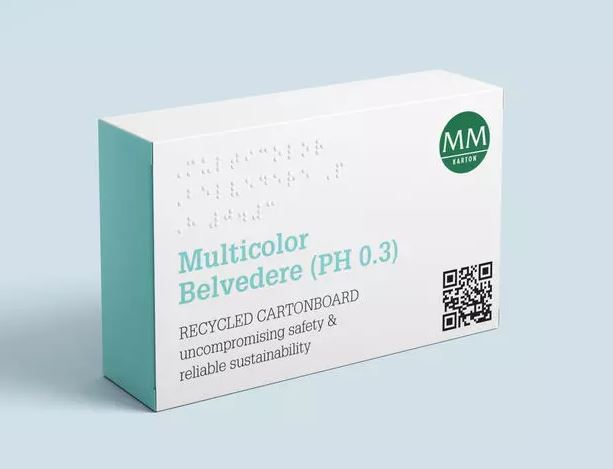 MM
KARTON
Multicolor
Belvedere (PH 0.3)
RECYCLED CARTONBOARD
uncompromising safety &
reliable sustainability